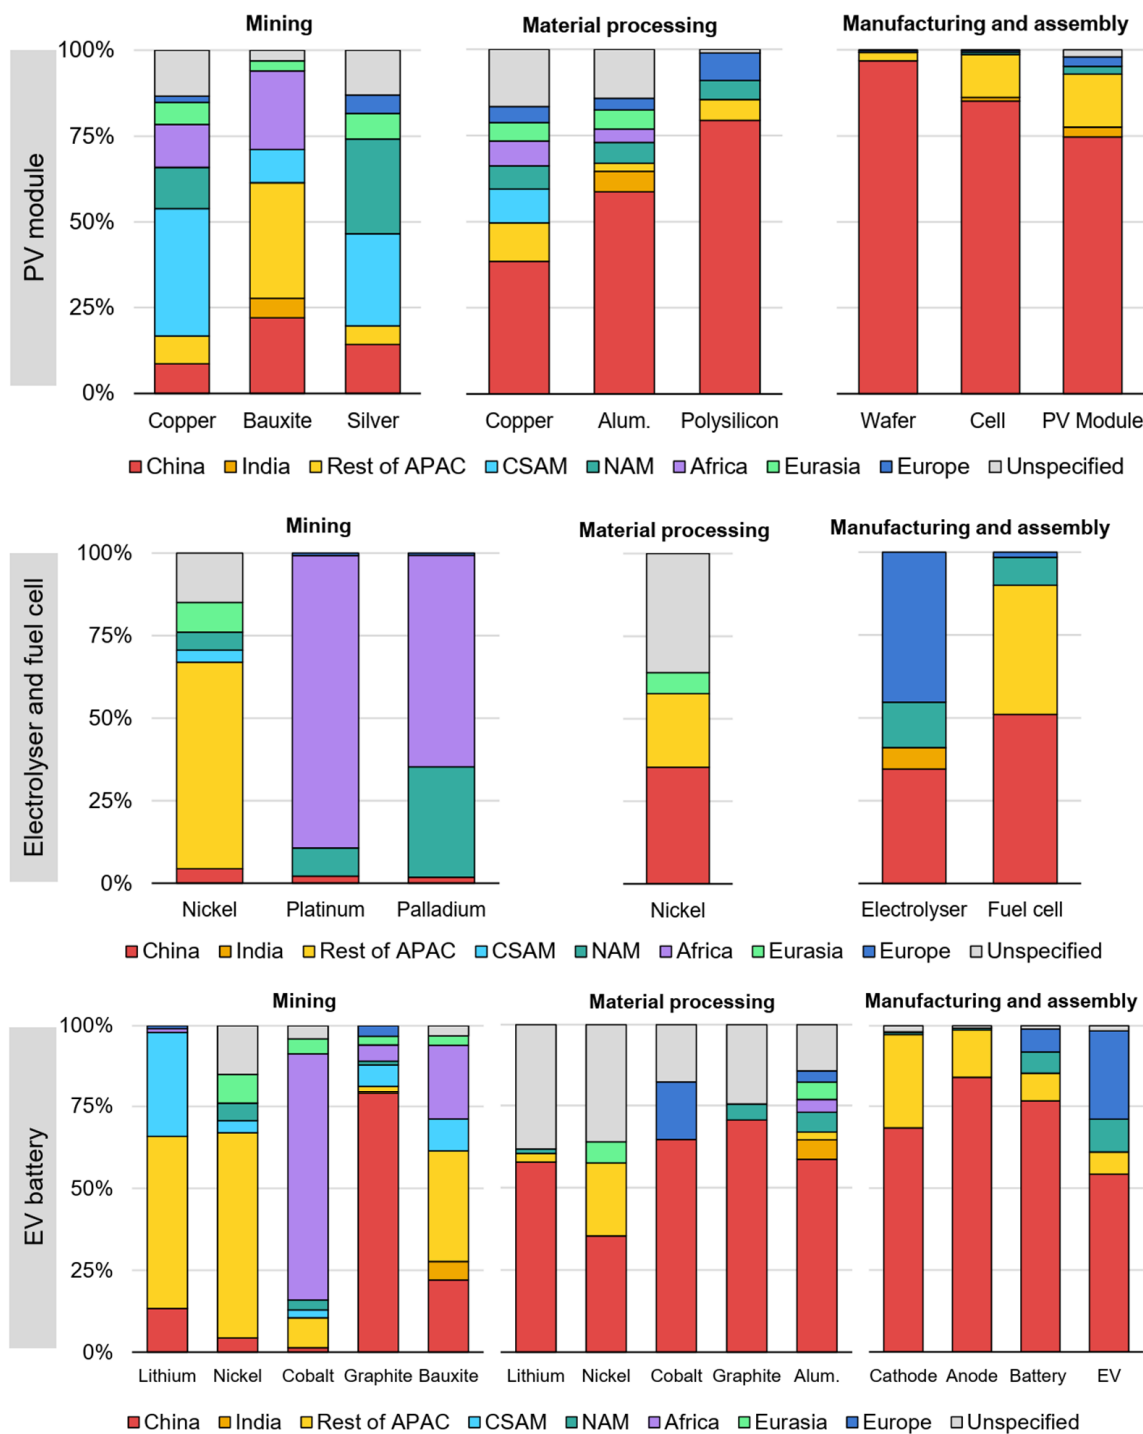 Mining
Material processing
Manufacturing and assembly
PV module
100%
75%
50%
25%
0%
Copper
Bauxite
Silver
Copper
Alum.
Polysilicon
Wafer
Cell
PV Module
China India Rest of APAC CSAM NAM Africa Eurasia Europe Unspecified
Mining
Material processing
Manufacturing and assembly
Electrolyser and fuel cell
100%
75%
50%
25%
0%
Nickel
Platinum
Palladium
Nickel
Electrolyser
Fuel cell
China India Rest of APAC CSAM NAM Africa Eurasia Europe Unspecified
Mining
Material processing
Manufacturing and assembly
EV battery
100%
75%
50%
25%
0%
Lithium
Nickel
Cobalt
Graphite
Bauxite
Lithium
Nickel
Cobalt
Graphite
Alum.
Cathode
Anode
Battery
EV
China India Rest of APAC CSAM NAM Africa Eurasia Europe Unspecified